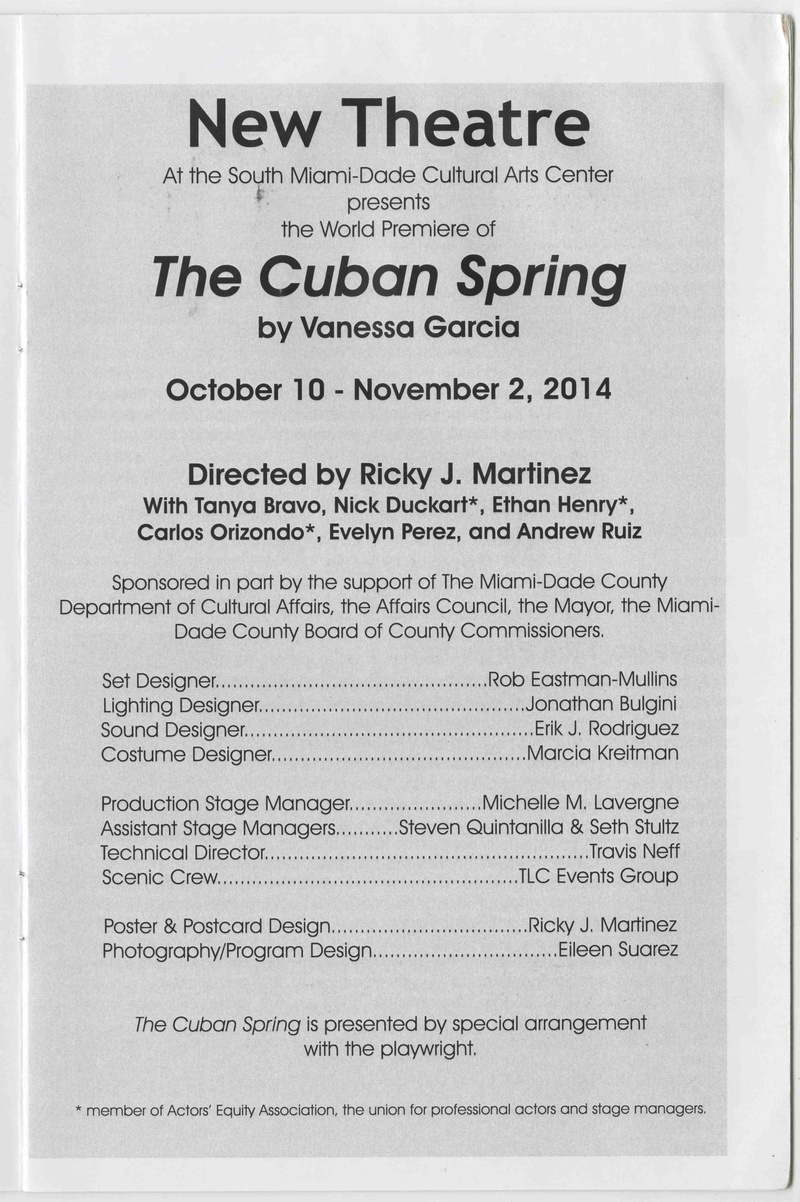 New Theatre
At the South Miami-Dade Cultural Arts Center
presents
the World Premiere of
The Cuban Spring
by Vanessa Garcia
October 10 - November 2, 2014
Directed by Ricky J. Martinez
With Tanya Bravo, Nick Duckart*, Ethan Henry*,
Carlos Orizondo*, Evelyn Perez, and Andrew Ruiz
Sponsored in part by the support of The Miami-Dade County
Department of Cultural Affairs, the Affairs Council, the Mayor, the Miami-
Dade County Board of County Commissioners.
Set Designer...............................................Rob Eastman-Mullins
Lighting Designer..............................................Jonathan Bulgini
Sound Designer..................................................Erik J. Rodriguez
Costume Designer............................................Marcia Kreitman
Production Stage Manager.......................Michelle M. Lavergne
Assistant Stage Managers...........Steven Quintanilla & Seth Stultz
Technical Director........................................................Travis Neff
Scenic Crew....................................................TLC Events Group
Poster & Postcard Design..................................Ricky J. Martinez
Photography/Program Design................................Eileen Suarez
The Cuban Spring is presented by special arrangement
with the playwright.
* member of Actors' Equity Association, the union for professional actors and stage managers.